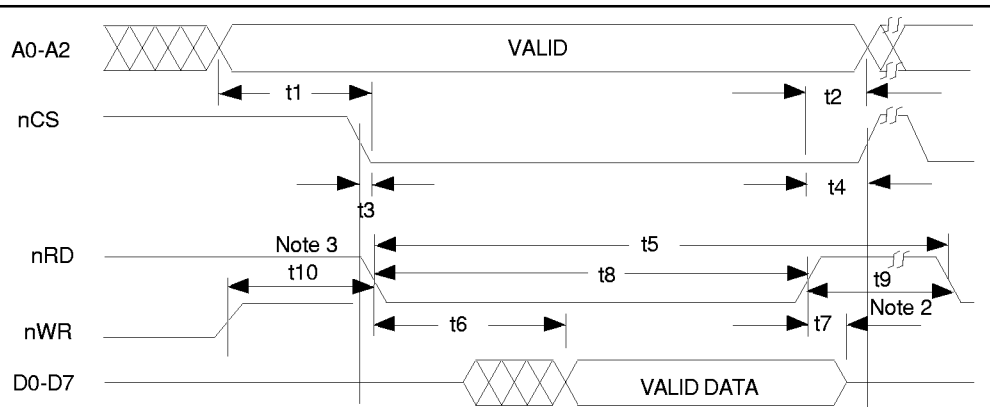 A0-A2
VALID
t1
t2
nCS
t3
t4
nRD
Note 3
t5
t10
t8
t9
Note 2
nWR
t6
t7
D0-D7
VALID DATA